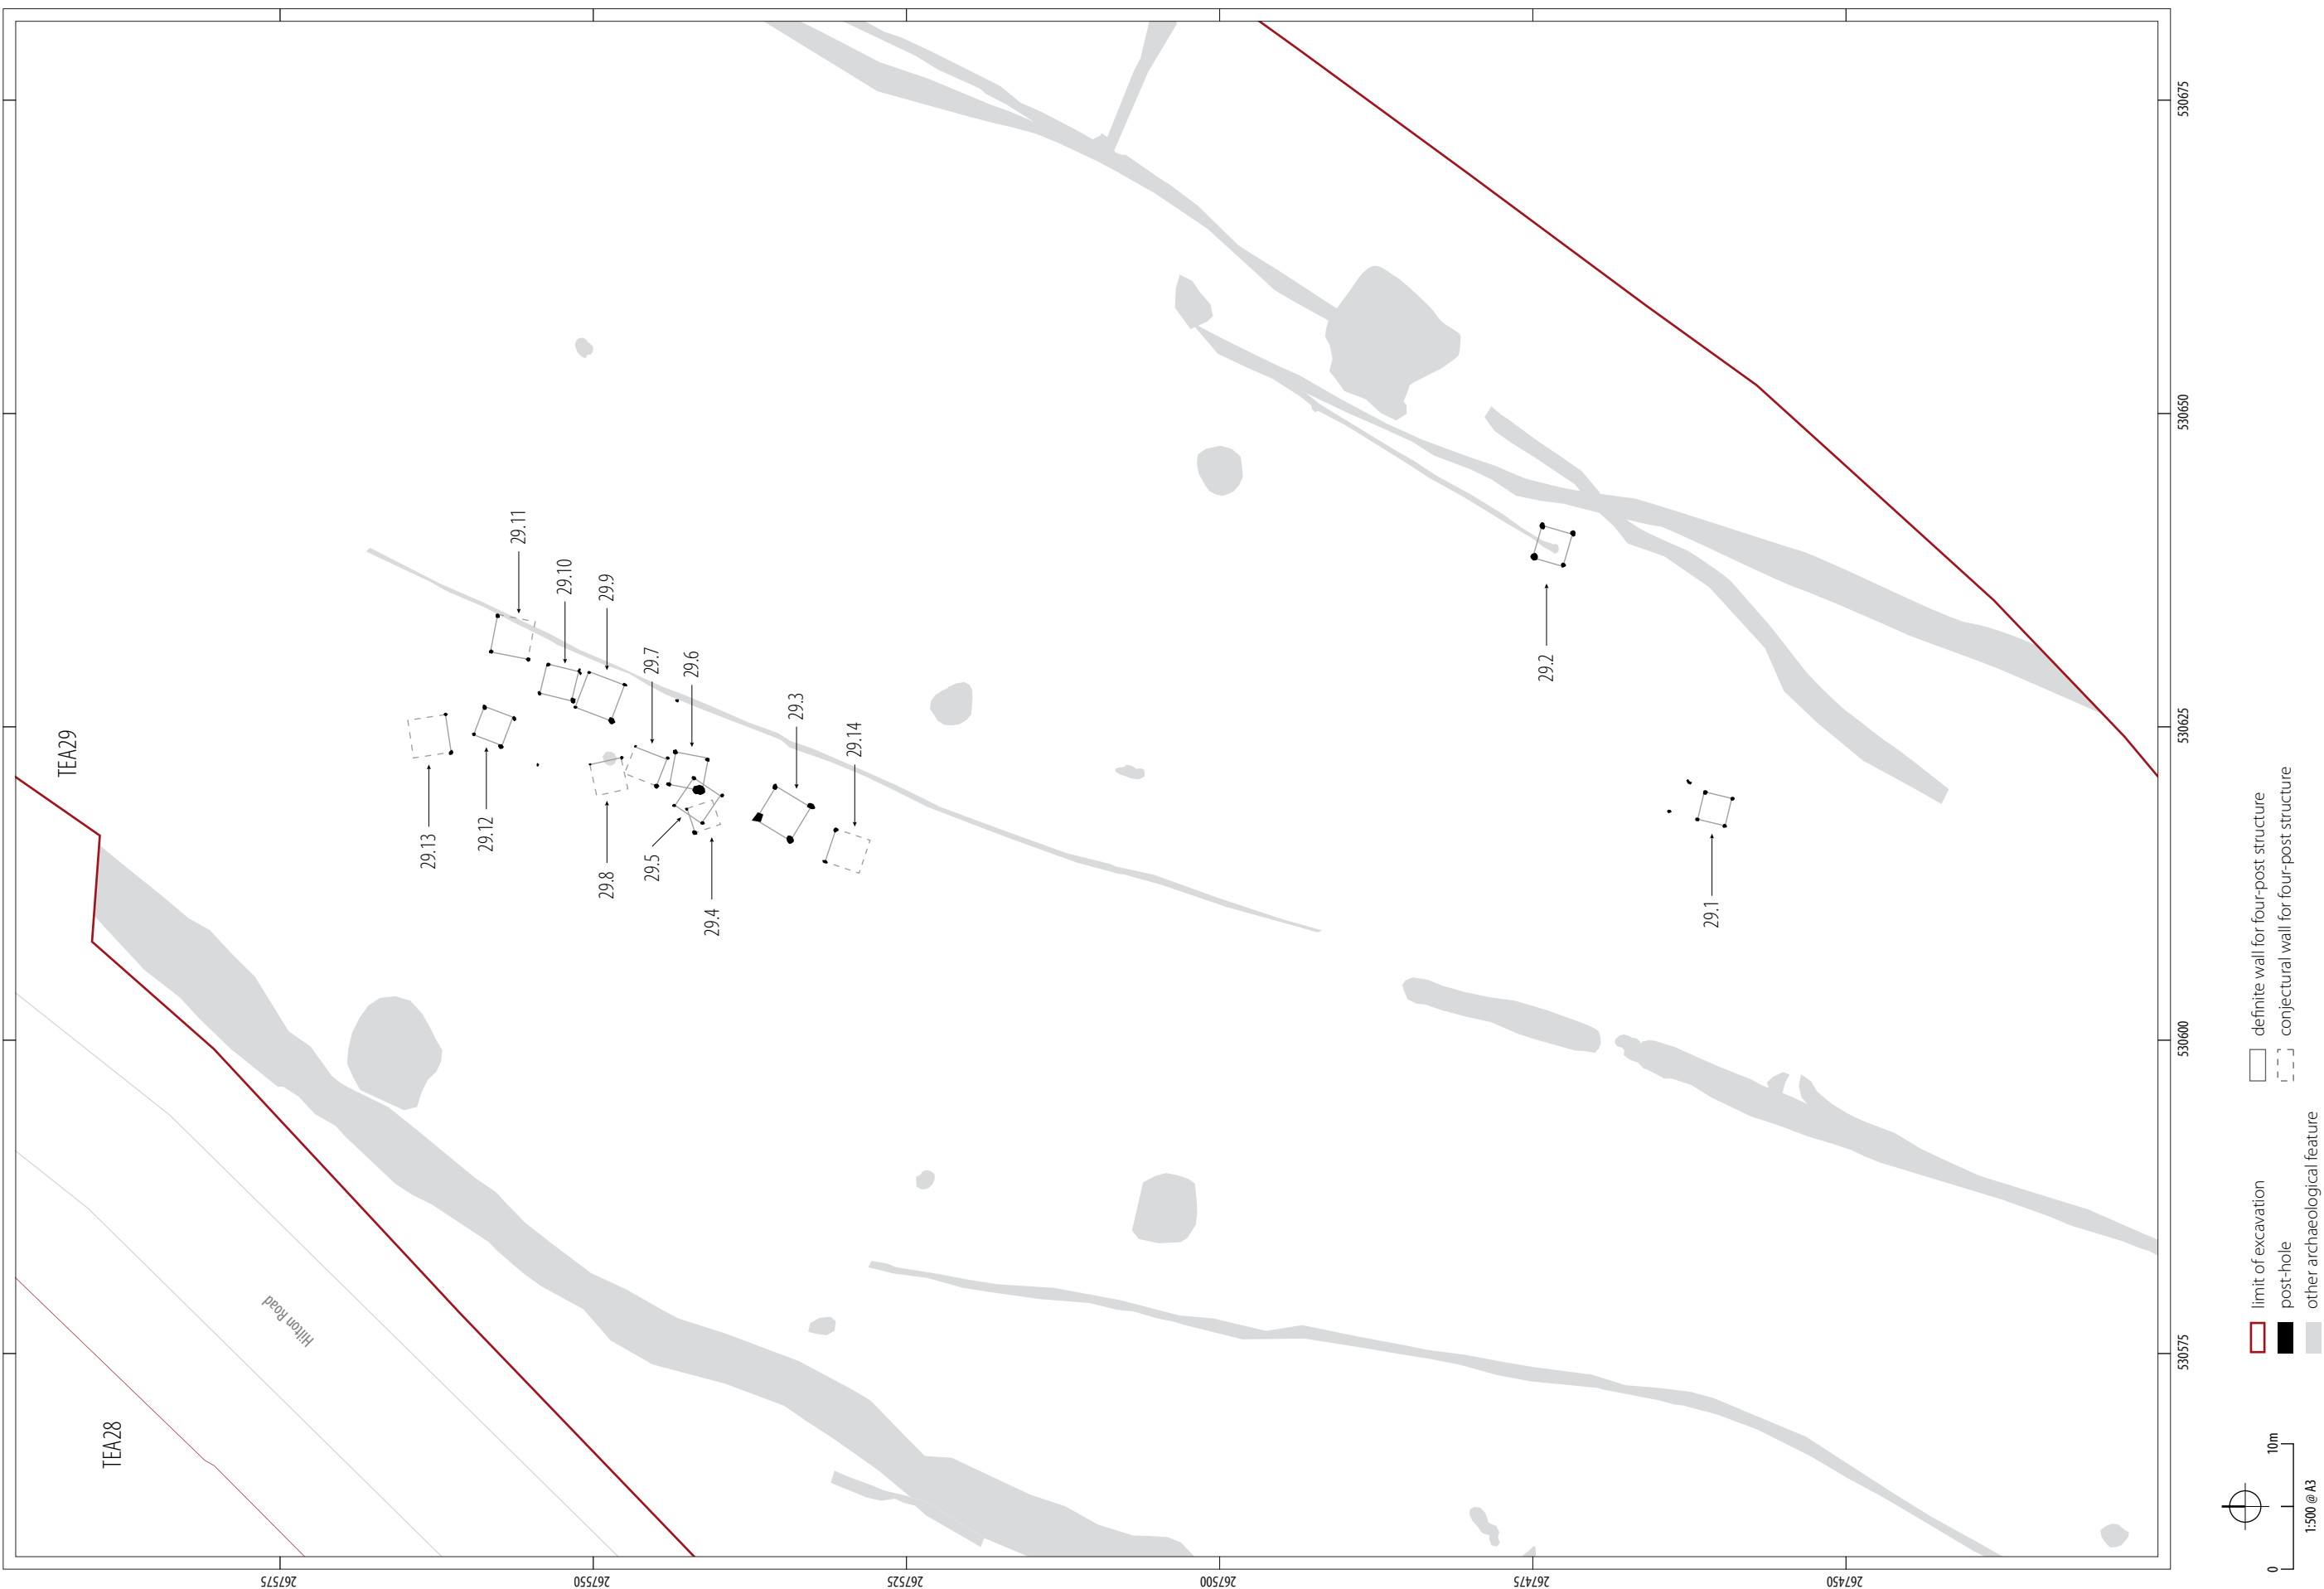 TEA29
TEA28
Hilton Road
29.13
29.12
29.11
29.10
29.9
29.8
29.7
29.6
29.5
29.4
29.3
29.14
29.2
29.1
267575
267550
267525
267500
267475
267450
530575
530600
530625
530650
530675
0
10m
1:500 @ A3
limit of excavation
post-hole
other archaeological feature
definite wall for four-post structure
conjectural wall for four-post structure